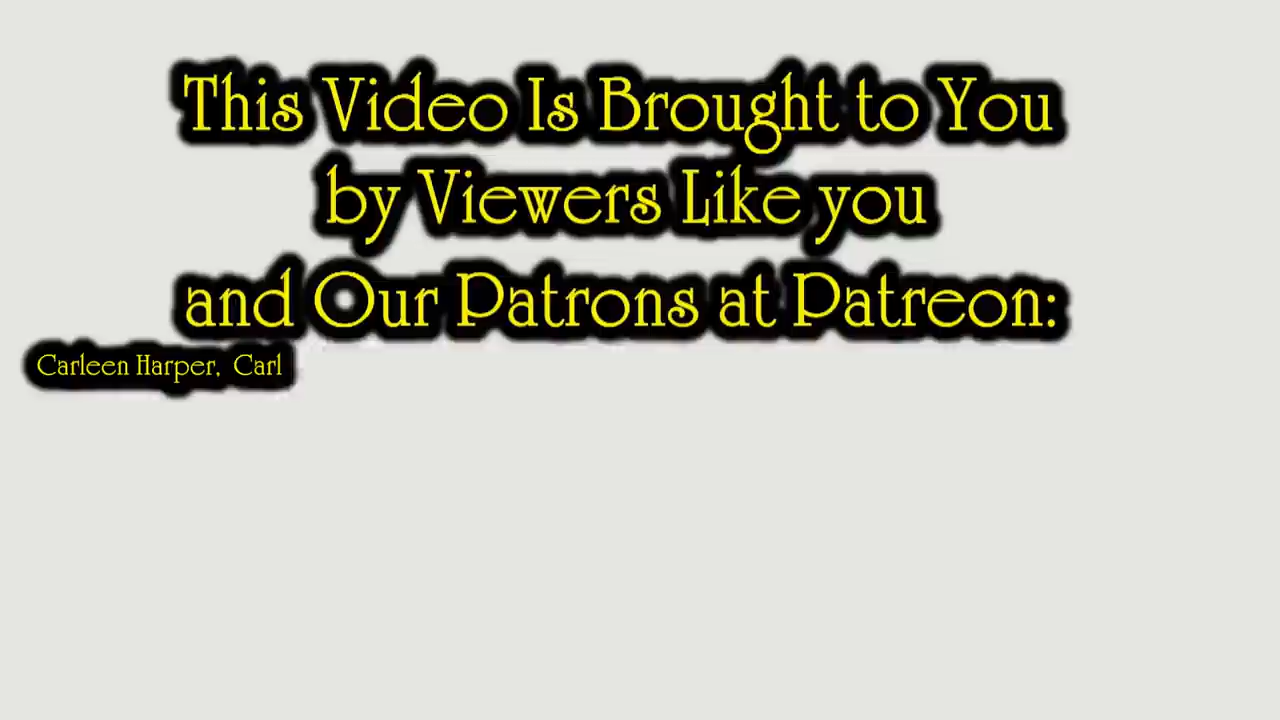 This Video Is Brought to You
by Viewers Like you
and Our Patrons at Patreon:
Carleen Harper, Carl